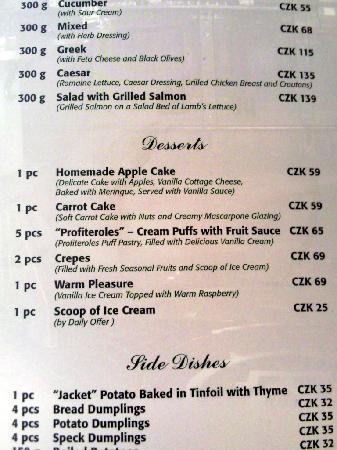 300 g Cucumber CZK 55
(with Sour Cream)
300 g Mixed CZK 68
(with Herb Dressing)
300 g Greek CZK 115
(with Feta Cheese and Black Olives)
300 g Caesar CZK 135
(Romaine Lettuce, Caesar Dressing, Grilled Chicken Breast and Croutons)
300 g Salad with Grilled Salmon CZK 139
(Grilled Salmon on a Salad Bed of Lamb's Lettuce)
Desserts
1 pc Homemade Apple Cake CZK 59
(Delicate Cake with Apples, Vanilla Cottage Cheese,
Baked with Meringue, Served with Vanilla Sauce)
1 pc Carrot Cake CZK 59
(Soft Carrot Cake with Nuts and Creamy Mascarpone Glazing)
5 pcs "Profiteroles" – Cream Puffs with Fruit Sauce CZK 65
(Profiteroles Puff Pastry, Filled with Delicious Vanilla Cream)
2 pcs Crepes CZK 69
(Filled with Fresh Seasonal Fruits and Scoop of Ice Cream)
1 pc Warm Pleasure CZK 69
(Vanilla Ice Cream Topped with Warm Raspberry)
1 pc Scoop of Ice Cream CZK 25
(by Daily Offer )
Side Dishes
1 pc "Jacket" Potato Baked in Tinfoil with Thyme CZK 35
4 pcs Bread Dumplings CZK 32
4 pcs Potato Dumplings CZK 35
4 pcs Speck Dumplings CZK 35
150 g Boiled Potatoes CZK 32